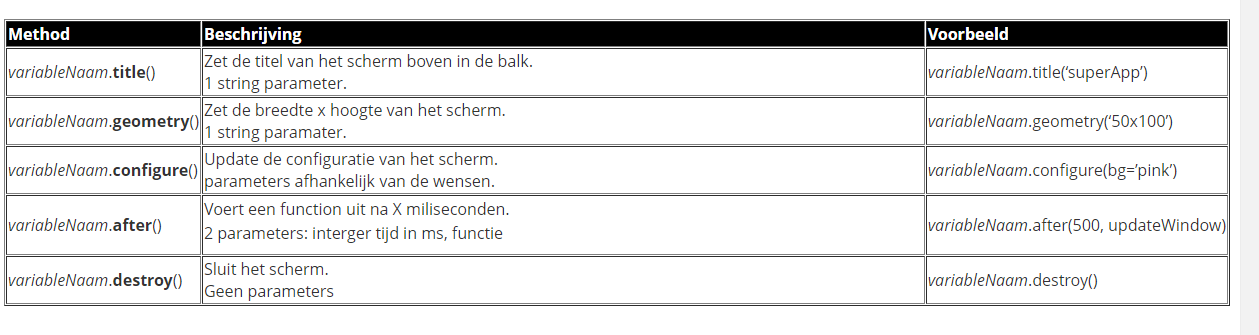 Method Beschrijving Voorbeeld
variableNaam.title() Zet de titel van het scherm boven in de balk.
1 string parameter. variableNaam.title(‘superApp’)
variableNaam.geometry() Zet de breedte x hoogte van het scherm.
1 string paramater. variableNaam.geometry(‘50x100’)
variableNaam.configure() Update de configuratie van het scherm.
parameters afhankelijk van de wensen. variableNaam.configure(bg=’pink’)
variableNaam.after() Voert een function uit na X miliseconden.
2 parameters: interger tijd in ms, functie variableNaam.after(500, updateWindow)
variableNaam.destroy() Sluit het scherm.
Geen parameters variableNaam.destroy()